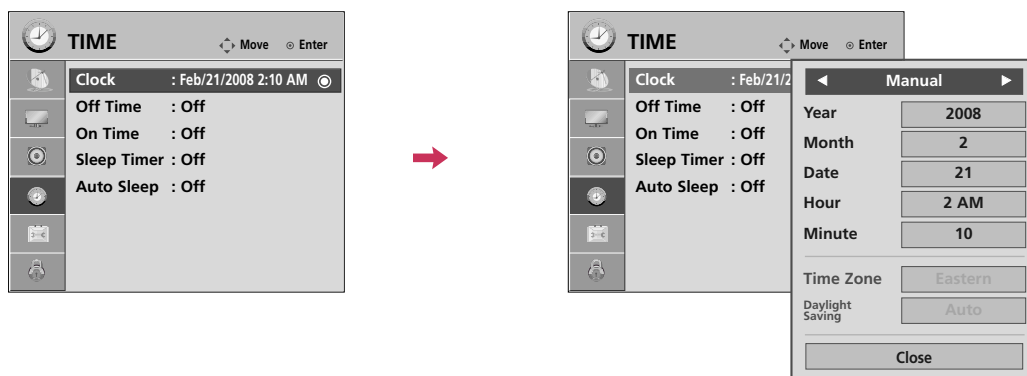 TIME Move Enter
Clock : Feb/21/2008 2:10 AM
Off Time : Off
On Time : Off
Sleep Timer : Off
Auto Sleep : Off
TIME Move Enter
Clock : Feb/21/2
Off Time : Off
On Time : Off
Sleep Timer : Off
Auto Sleep : Off
◄ Manual ►
Year 2008
Month 2
Date 21
Hour 2 AM
Minute 10
Time Zone Eastern
Daylight
Saving Auto
Close